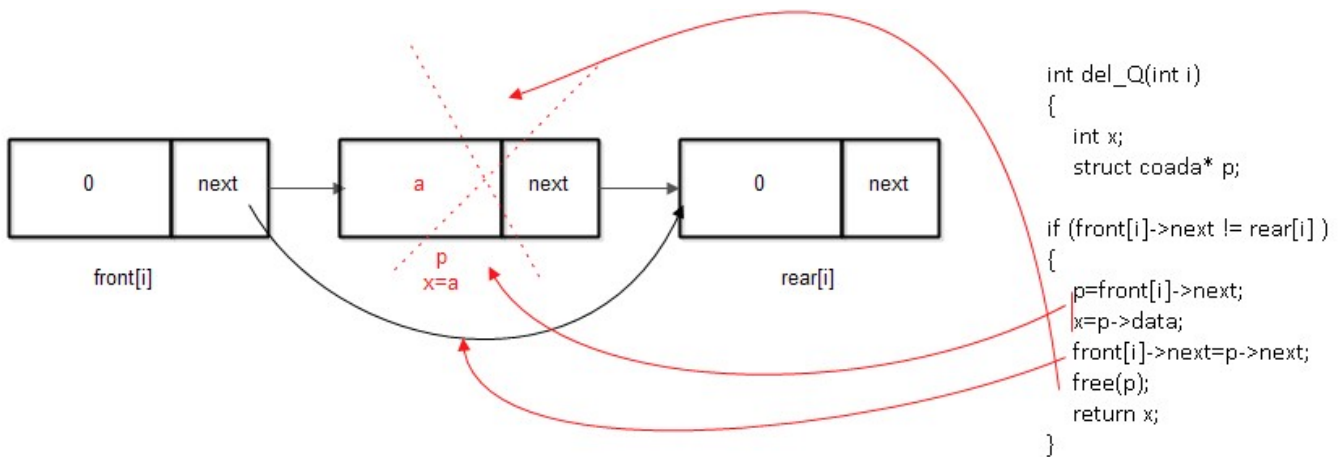 0 next a next 0 next
front[i] p rear[i]
x=a
int del_Q(int i)
{
int x;
struct coada* p;
if (front[i]->next != rear[i] )
{
p=front[i]->next;
x=p->data;
front[i]->next=p->next;
free(p);
return x;
}